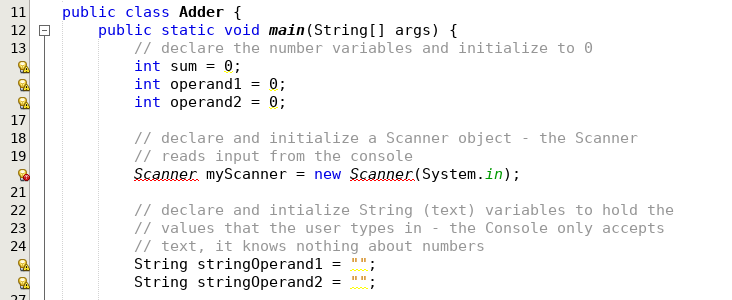 11 public class Adder {
12 public static void main(String[] args) {
13 // declare the number variables and initialize to 0
int sum = 0;
int operand1 = 0;
int operand2 = 0;
17
18 // declare and initialize a Scanner object - the Scanner
19 // reads input from the console
Scanner myScanner = new Scanner(System.in);
21
22 // declare and intialize String (text) variables to hold the
23 // values that the user types in - the Console only accepts
24 // text, it knows nothing about numbers
String stringOperand1 = "";
String stringOperand2 = "";
27